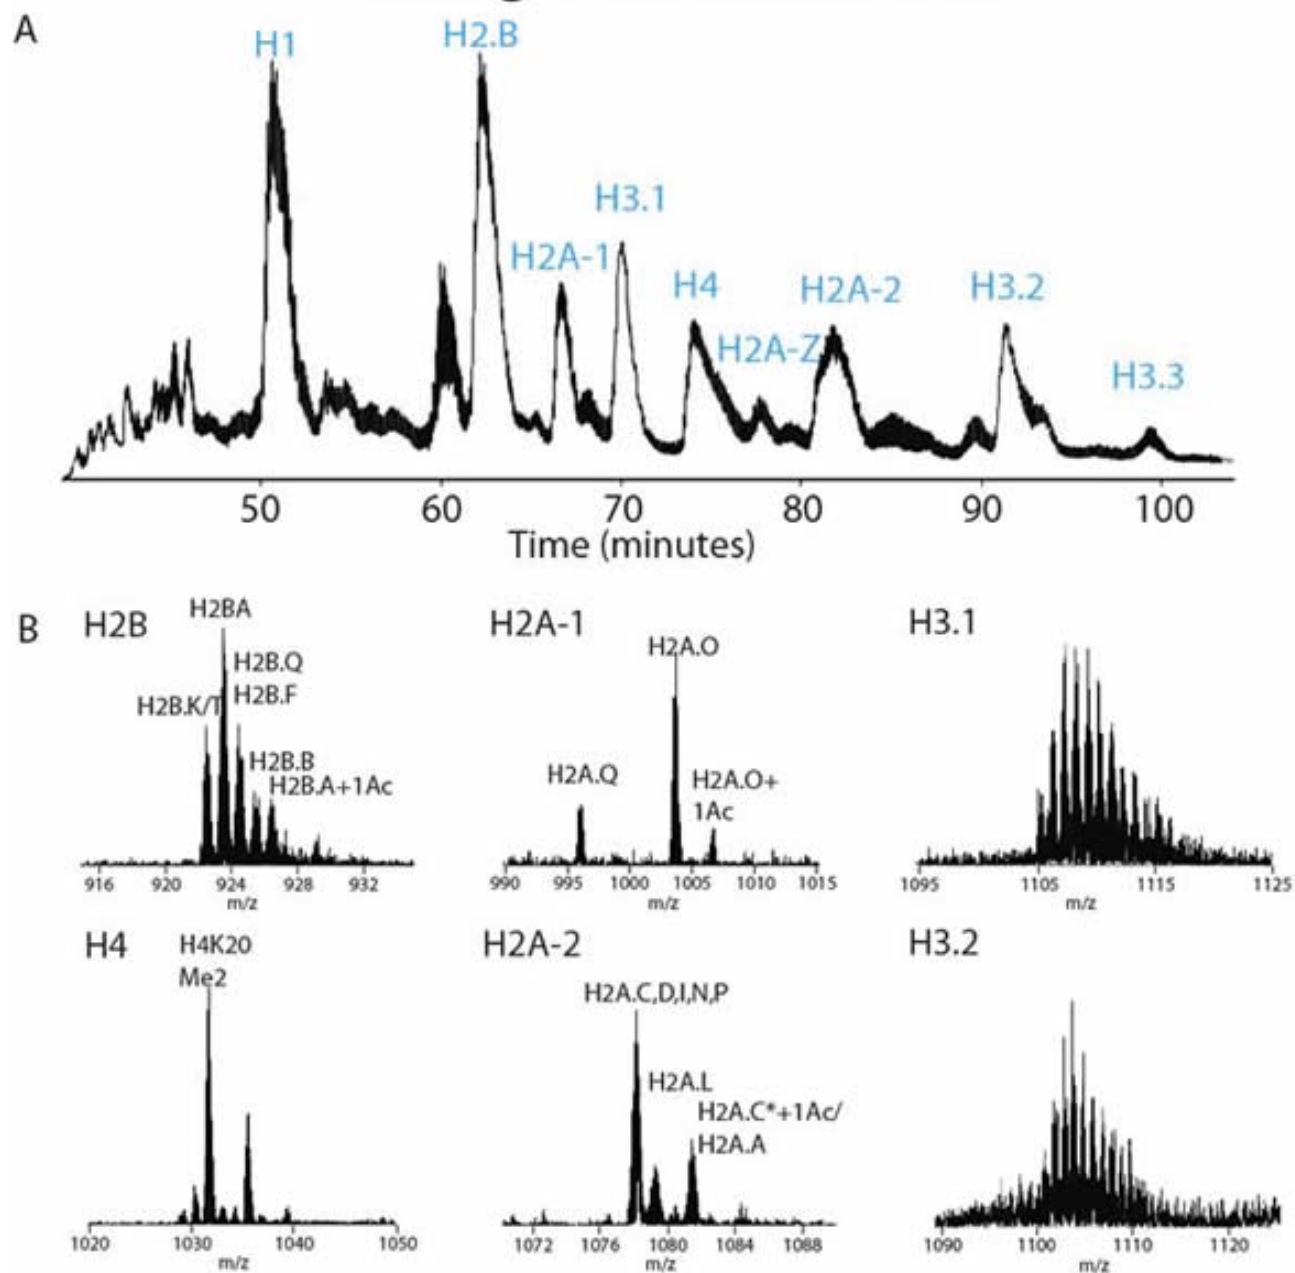 A
H1
H2.B
H3.1
H2A-1
H4
H2A-2
H3.2
H2A-Z
H3.3
50 60 70 80 90 100
Time (minutes)
B
H2B
H2BA
H2B.Q
H2B.K/T
H2B.F
H2B.B
H2B.A+1Ac
916 920 924 928 932
m/z
H2A-1
H2A.O
H2A.Q
H2A.O+
1Ac
990 995 1000 1005 1010 1015
m/z
H3.1
1095 1105 1115 1125
m/z
H4
H4K20
Me2
1020 1030 1040 1050
m/z
H2A-2
H2A.C,D,I,N,P
H2A.L
H2A.C*+1Ac/
H2A.A
1072 1076 1080 1084 1088
m/z
H3.2
1090 1100 1110 1120
m/z